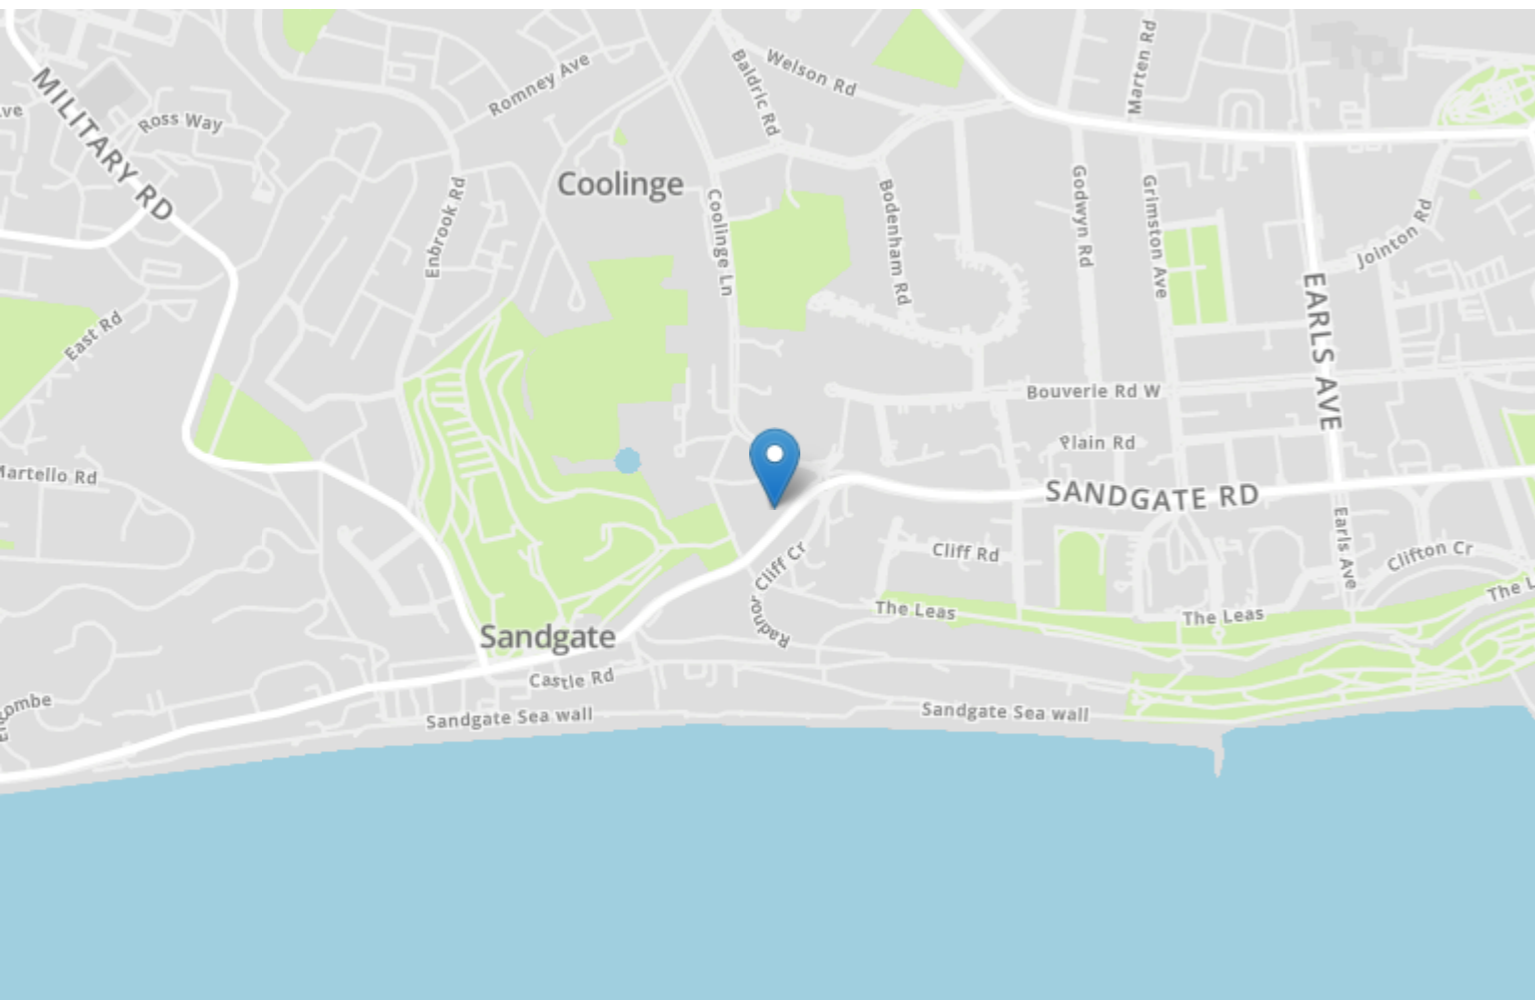 Marten Rd
Welson Rd
Baldric Rd
Romney Ave
MILITARY RD
Ave
Ross Way
Coolinge
Enbrook Rd
Coolinge Ln
Bodenham Rd
Godwyn Rd
Grimston Ave
Jointon Rd
EARLS AVE
East Rd
Bouverie Rd W
Plain Rd
Martello Rd
SANDGATE RD
Earls Ave
Cliff Rd
Clifton Cr
Radnor Cliff Cr
The L
The Leas
The Leas
Sandgate
Castle Rd
combe
Sandgate Sea wall
Sandgate Sea wall